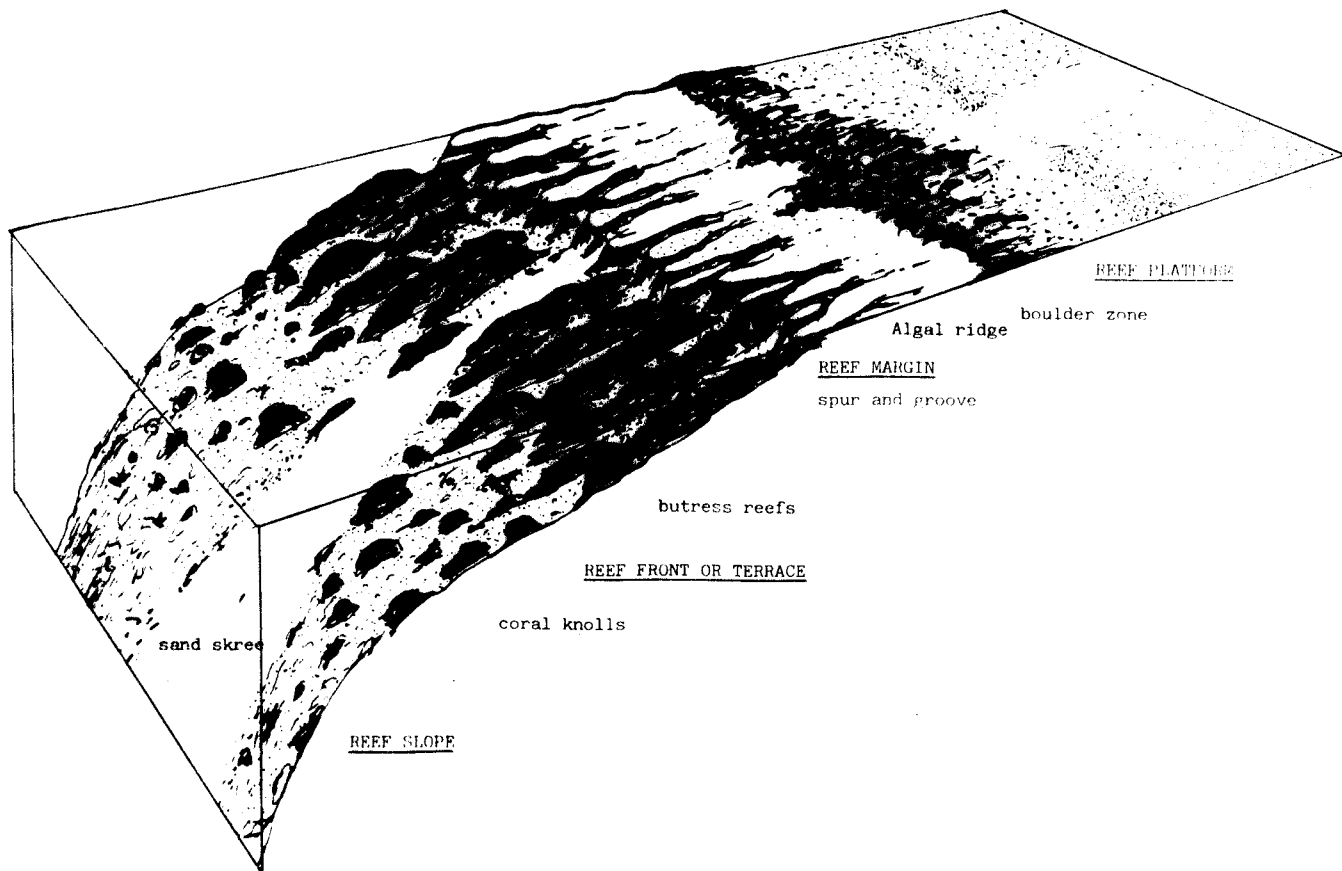 REEF PLATFORM
boulder zone
Algal ridge
REEF MARGIN
spur and groove
butress reefs
REEF FRONT OR TERRACE
coral knolls
sand skree
REEF SLOPE